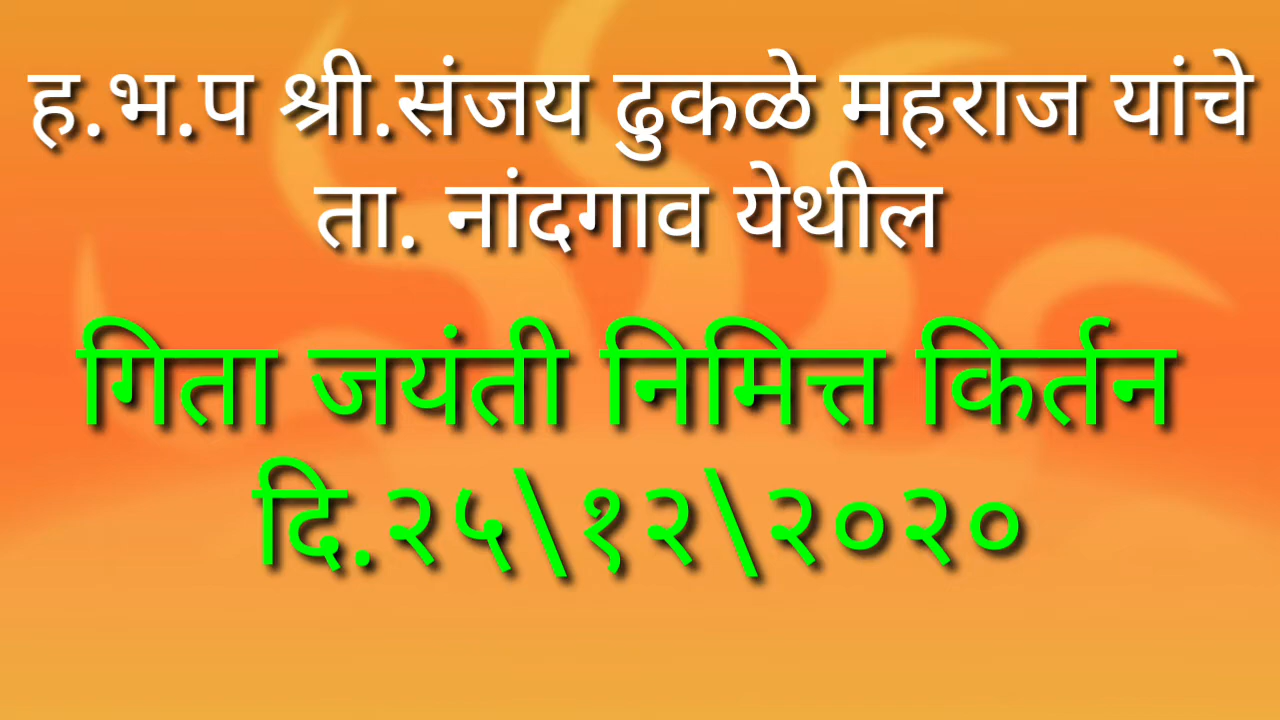 ह.भ.प श्री.संजय ढुकळे महराज यांचे
ता. नांदगाव येथील
गिता जयंती निमित्त किर्तन
दि.२५\१२\२०२०